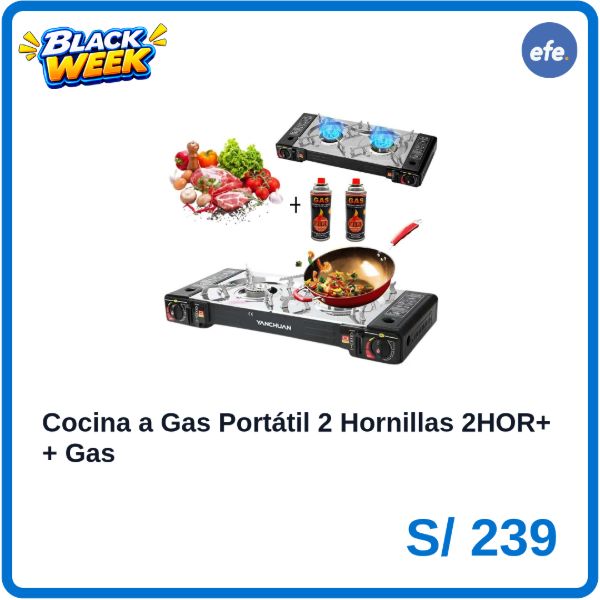 BLACK
WEEK
efe.
GAS
GAS
YANCHUAN
Cocina a Gas Portátil 2 Hornillas 2HOR+
+ Gas
S/ 239